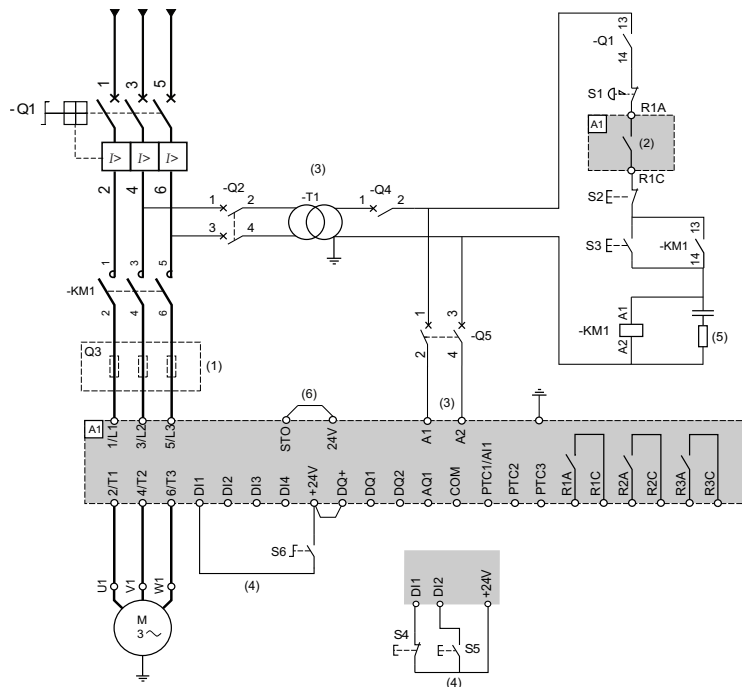 1
3
5
-Q1
I>
I>
I>
2
4
6
1
3
5
-KM1
2
4
6
Q3
(1)
(3)
-Q2
1
2
3
4
-T1
-Q4
1
2
1
3
-Q5
2
4
(3)
13
-Q1
14
S1
R1A
A1
(2)
R1C
S2
S3
13
-KM1
14
A1
-KM1
A2
(5)
(6)
A1
1/L1
3/L2
5/L3
STO
24V
A1
A2
2/T1
4/T2
6/T3
DI1
DI2
DI3
DI4
+24V
DQ+
DQ1
DQ2
AQ1
COM
PTC1/AI1
PTC2
PTC3
R1A
R1C
R2A
R2C
R3A
R3C
S6
(4)
U1
V1
W1
M
3
DI1
DI2
+24V
S4
S5
(4)